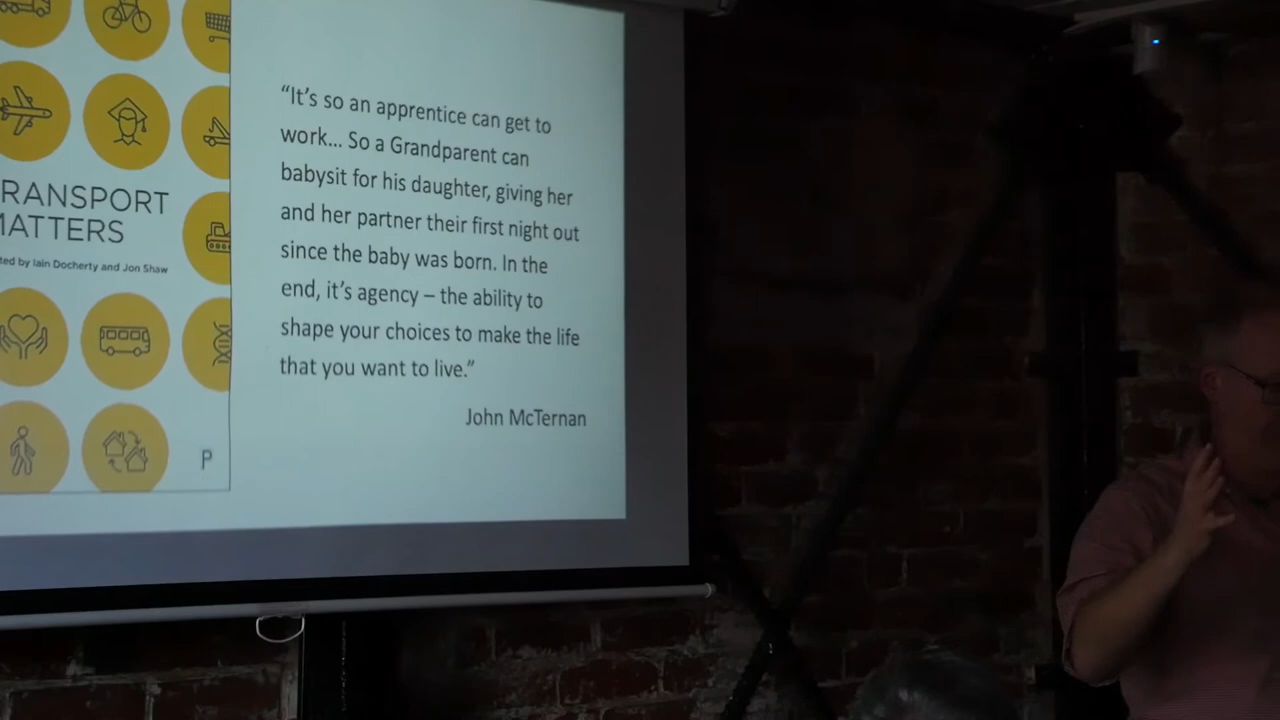 RANSPORT
MATTERS
ted by Iain Docherty and Jon Shaw
P
“It’s so an apprentice can get to
work... So a Grandparent can
babysit for his daughter, giving her
and her partner their first night out
since the baby was born. In the
end, it’s agency – the ability to
shape your choices to make the life
that you want to live.”
John McTernan